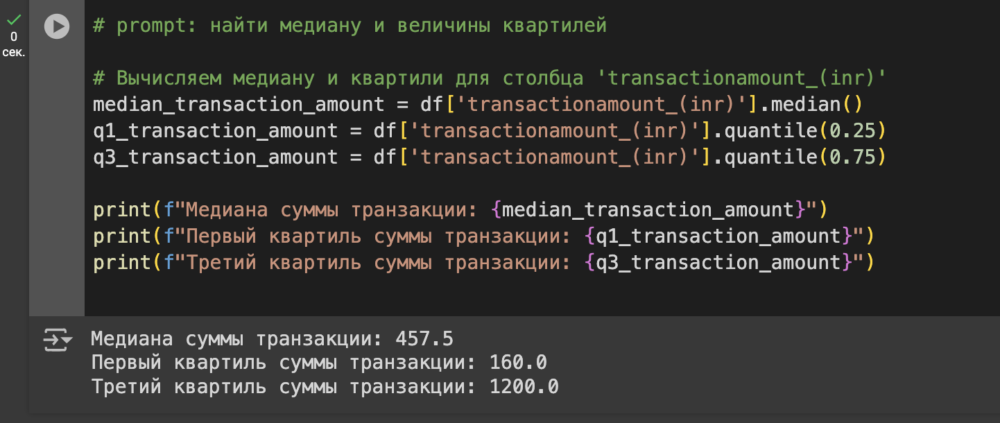 0
сек.
# prompt: найти медиану и величины квартилей
# Вычисляем медиану и квартили для столбца 'transactionamount_(inr)'
median_transaction_amount = df['transactionamount_(inr)'].median()
q1_transaction_amount = df['transactionamount_(inr)'].quantile(0.25)
q3_transaction_amount = df['transactionamount_(inr)'].quantile(0.75)
print(f"Медиана суммы транзакции: {median_transaction_amount}")
print(f"Первый квартиль суммы транзакции: {q1_transaction_amount}")
print(f"Третий квартиль суммы транзакции: {q3_transaction_amount}")
Медиана суммы транзакции: 457.5
Первый квартиль суммы транзакции: 160.0
Третий квартиль суммы транзакции: 1200.0